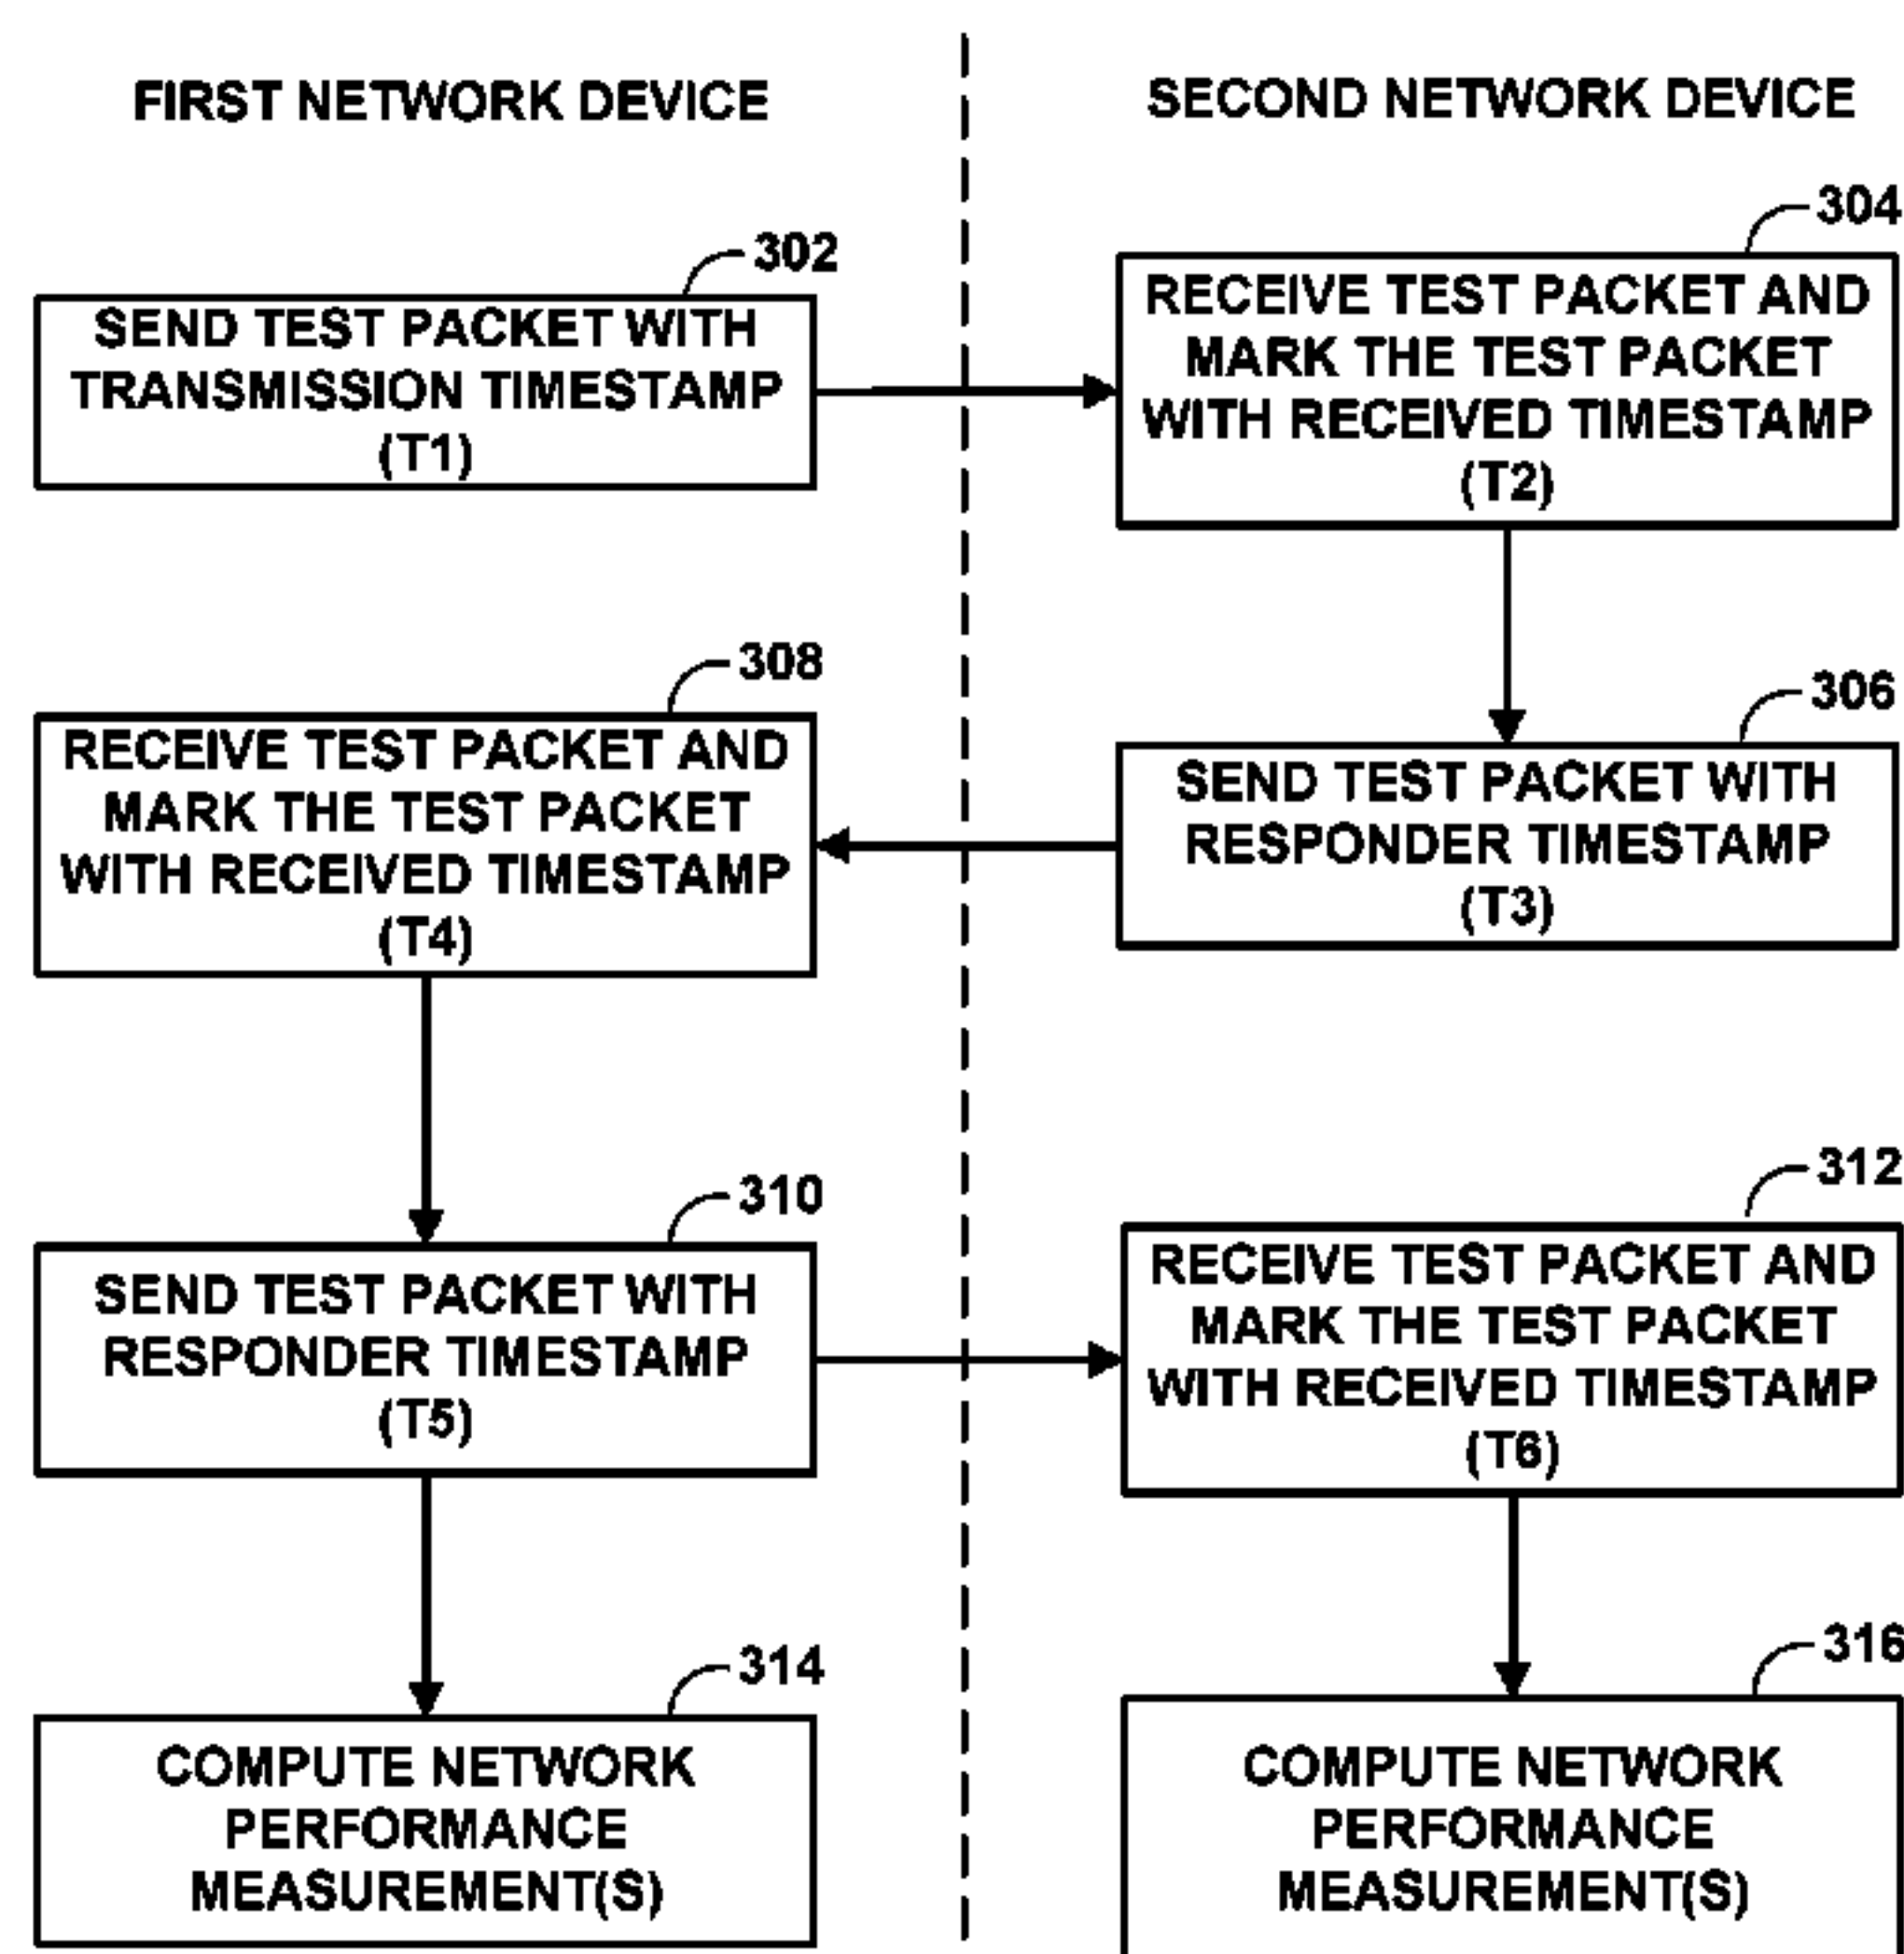 FIRST NETWORK DEVICE
SECOND NETWORK DEVICE
302
SEND TEST PACKET WITH
TRANSMISSION TIMESTAMP
(T1)
304
RECEIVE TEST PACKET AND
MARK THE TEST PACKET
WITH RECEIVED TIMESTAMP
(T2)
306
SEND TEST PACKET WITH
RESPONDER TIMESTAMP
(T3)
308
RECEIVE TEST PACKET AND
MARK THE TEST PACKET
WITH RECEIVED TIMESTAMP
(T4)
310
SEND TEST PACKET WITH
RESPONDER TIMESTAMP
(T5)
312
RECEIVE TEST PACKET AND
MARK THE TEST PACKET
WITH RECEIVED TIMESTAMP
(T6)
314
COMPUTE NETWORK
PERFORMANCE
MEASUREMENT(S)
316
COMPUTE NETWORK
PERFORMANCE
MEASUREMENT(S)